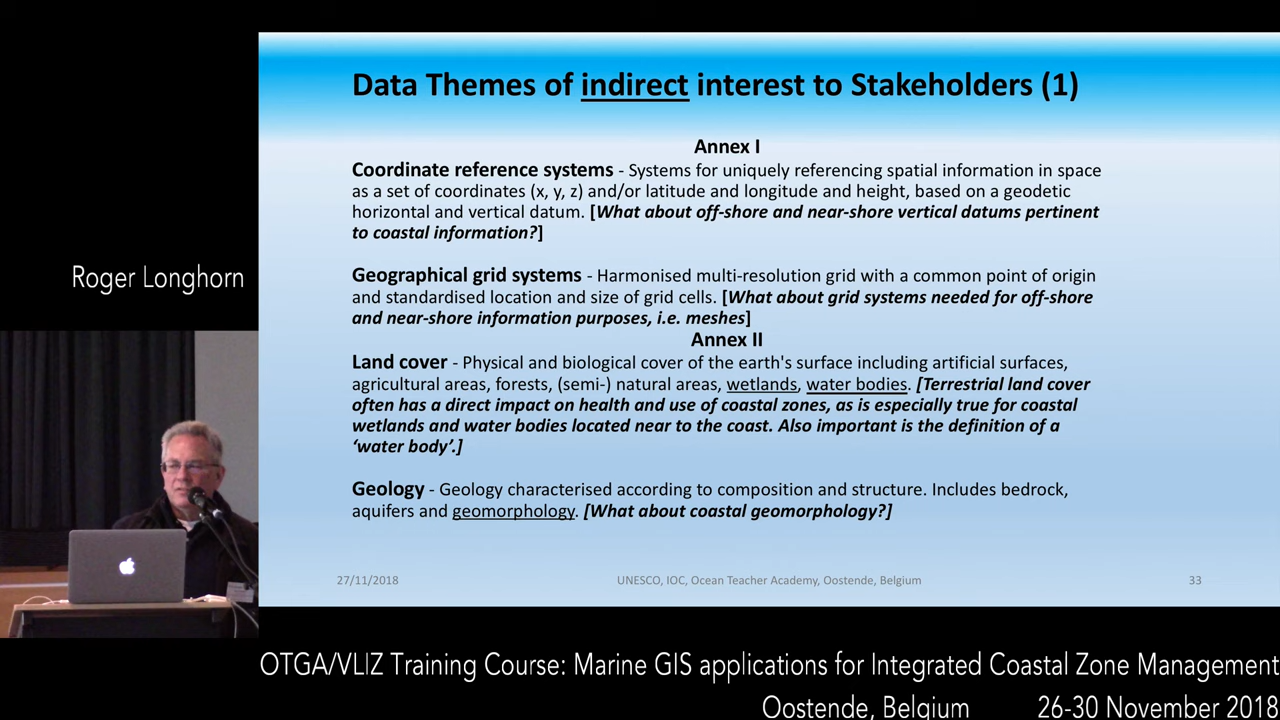 Data Themes of indirect interest to Stakeholders (1)
Annex I
Coordinate reference systems - Systems for uniquely referencing spatial information in space
as a set of coordinates (x, y, z) and/or latitude and longitude and height, based on a geodetic
horizontal and vertical datum. [What about off-shore and near-shore vertical datums pertinent
to coastal information?]
Geographical grid systems - Harmonised multi-resolution grid with a common point of origin
and standardised location and size of grid cells. [What about grid systems needed for off-shore
and near-shore information purposes, i.e. meshes]
Annex II
Land cover - Physical and biological cover of the earth's surface including artificial surfaces,
agricultural areas, forests, (semi-) natural areas, wetlands, water bodies. [Terrestrial land cover
often has a direct impact on health and use of coastal zones, as is especially true for coastal
wetlands and water bodies located near to the coast. Also important is the definition of a
‘water body’.]
Geology - Geology characterised according to composition and structure. Includes bedrock,
aquifers and geomorphology. [What about coastal geomorphology?]
27/11/2018
UNESCO, IOC, Ocean Teacher Academy, Oostende, Belgium
33
Roger Longhorn
OTGA/VLIZ Training Course: Marine GIS applications for Integrated Coastal Zone Management
Oostende, Belgium 26-30 November 2018